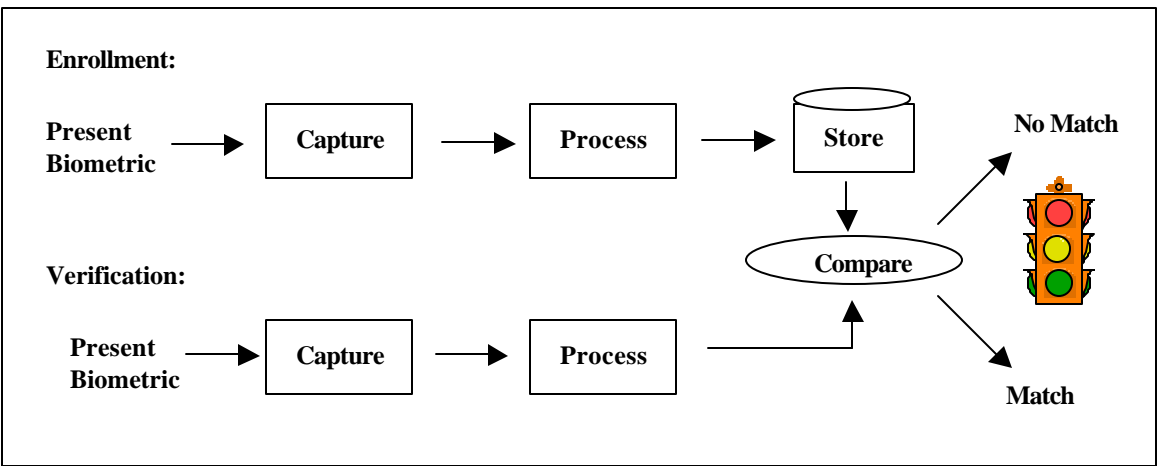 Enrollment:
Present
Biometric
Capture
Process
Store
No Match
Compare
Verification:
Present
Biometric
Capture
Process
Match